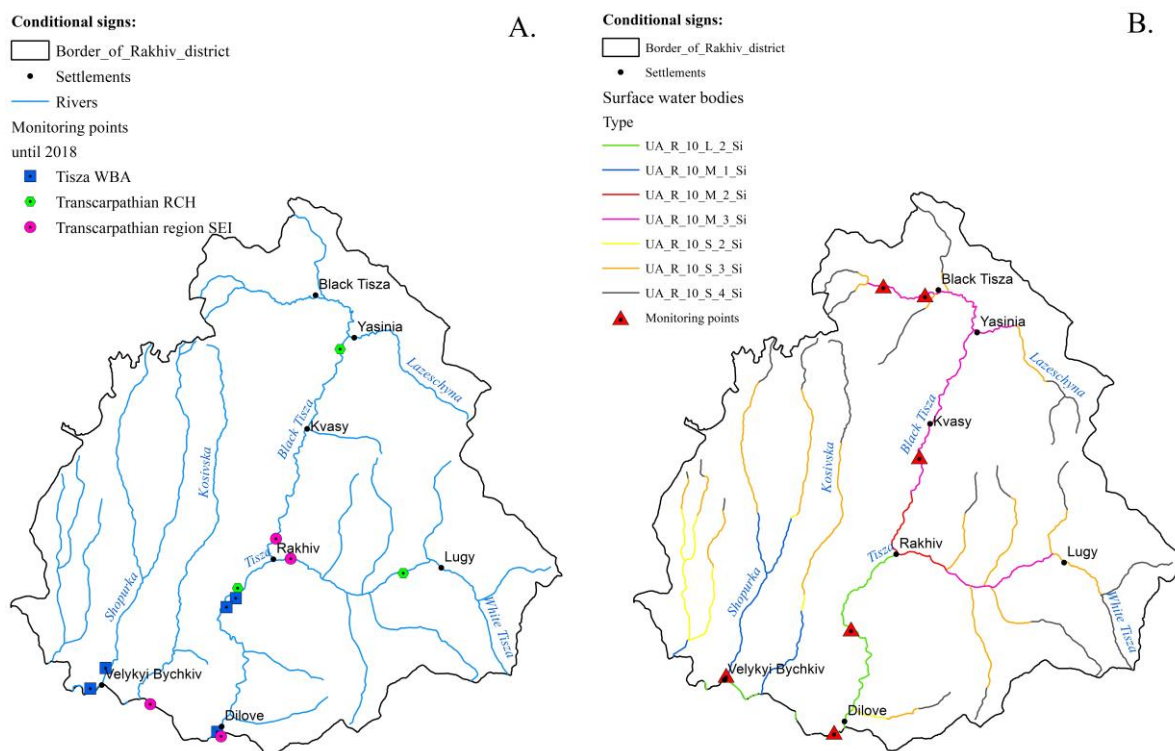 Conditional signs:
A.
Border_of_Rakhiv_district
Settlements
Rivers
Monitoring points
until 2018
Tisza WBA
Transcarpathian RCH
Transcarpathian region SEI
Black Tisza
Yasinia
Lazeschyna
Kvasy
Black Tisza
Kosivska
Rakhiv
Tisza
Lugy
Shopurka
White Tisza
Velykyi Bychkiv
Dilove
Conditional signs:
B.
Border_of_Rakhiv_district
Settlements
Surface water bodies
Type
UA_R_10_L_2_Si
UA_R_10_M_1_Si
UA_R_10_M_2_Si
UA_R_10_M_3_Si
UA_R_10_S_2_Si
UA_R_10_S_3_Si
UA_R_10_S_4_Si
Monitoring points
Black Tisza
Yasinia
Lazeschyna
Kvasy
Black Tisza
Kosivska
Rakhiv
Tisza
Lugy
Shopurka
White Tisza
Velykyi Bychkiv
Dilove